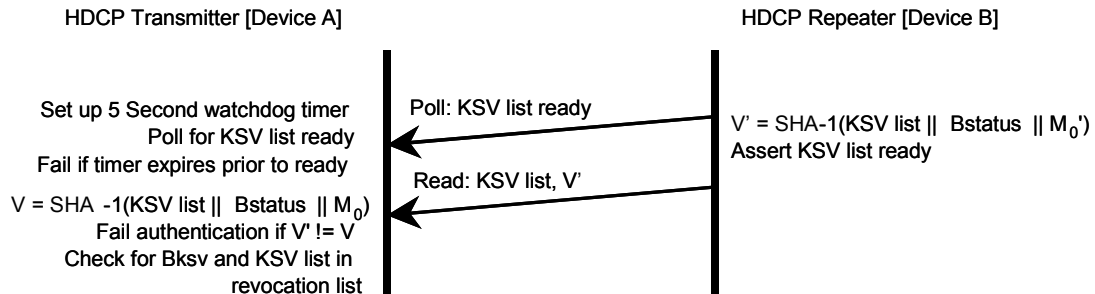 HDCP Transmitter [Device A]
HDCP Repeater [Device B]
Set up 5 Second watchdog timer
Poll for KSV list ready
Fail if timer expires prior to ready
V = SHA -1(KSV list || Bstatus || M0)
Fail authentication if V' != V
Check for Bksv and KSV list in
revocation list
Poll: KSV list ready
Read: KSV list, V’
V’ = SHA-1(KSV list || Bstatus || M0')
Assert KSV list ready